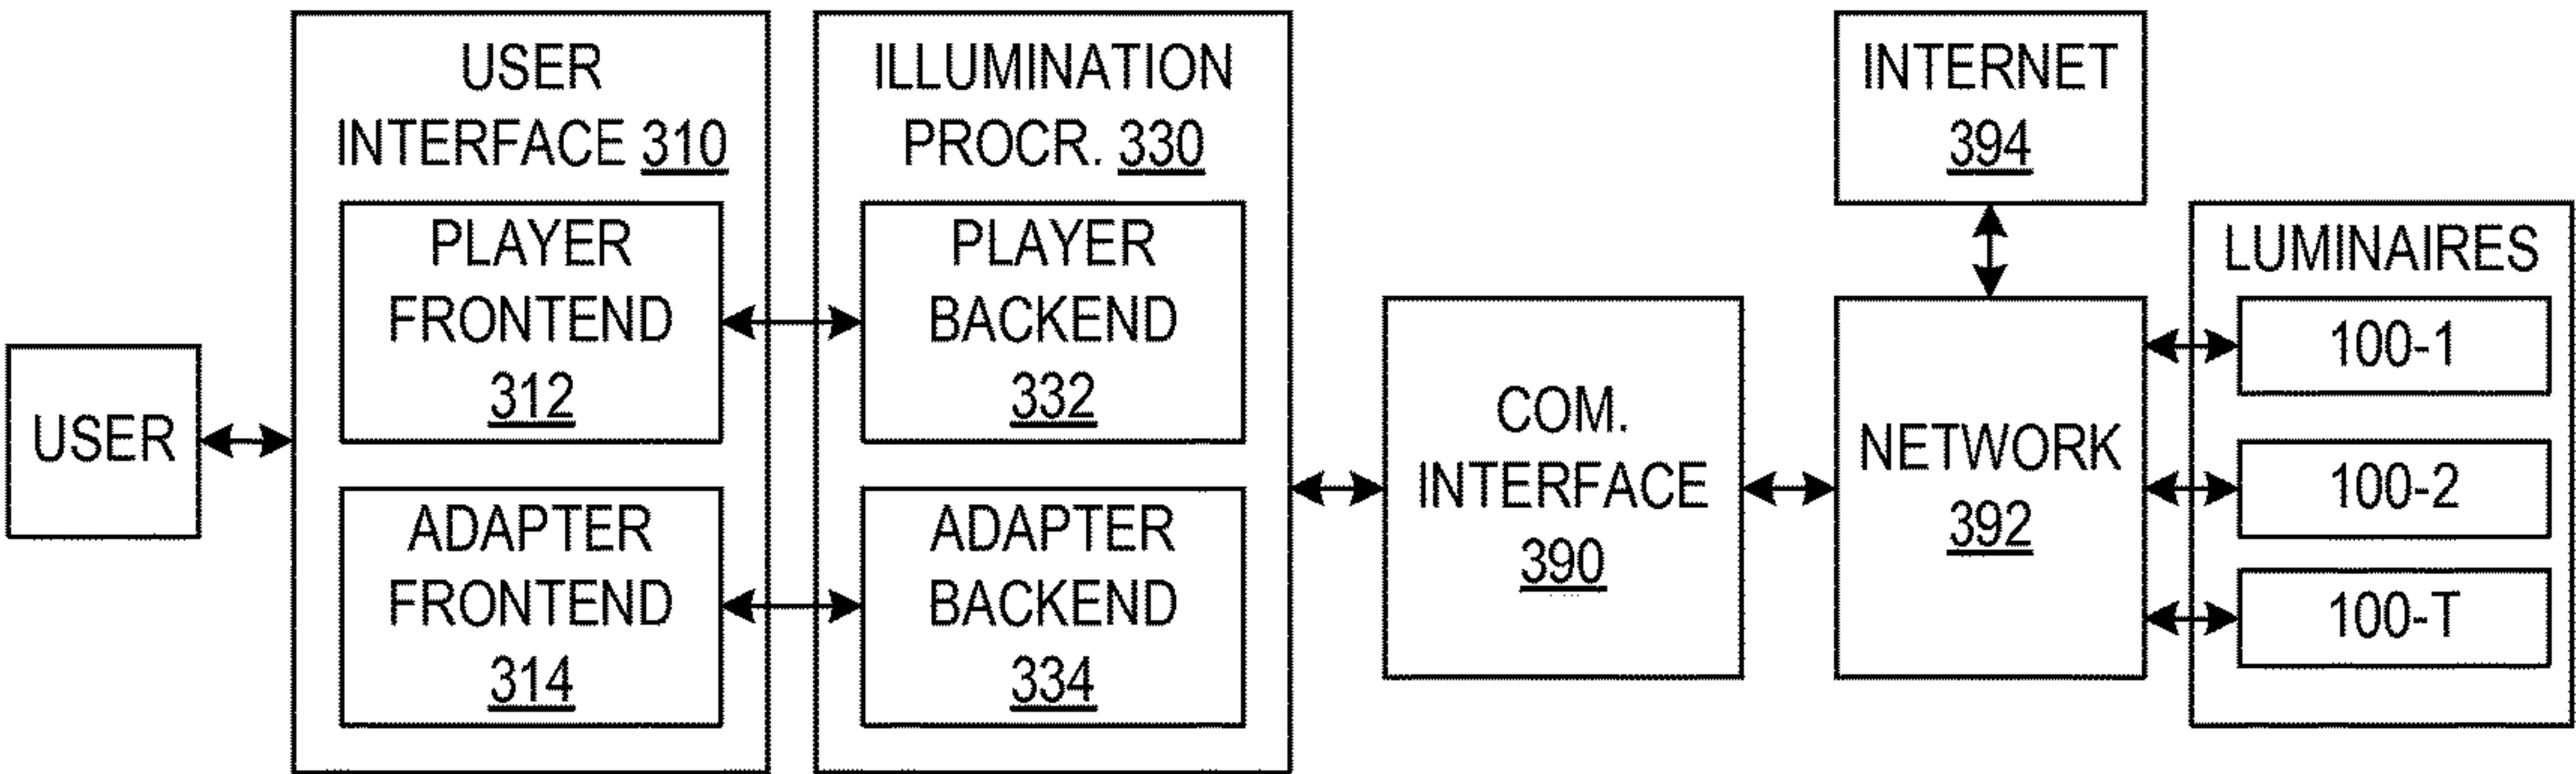 USER
USER
INTERFACE 310
PLAYER
FRONTEND
312
ADAPTER
FRONTEND
314
ILLUMINATION
PROCR. 330
PLAYER
BACKEND
332
ADAPTER
BACKEND
334
COM.
INTERFACE
390
INTERNET
394
NETWORK
392
LUMINAIRES
100-1
100-2
100-T